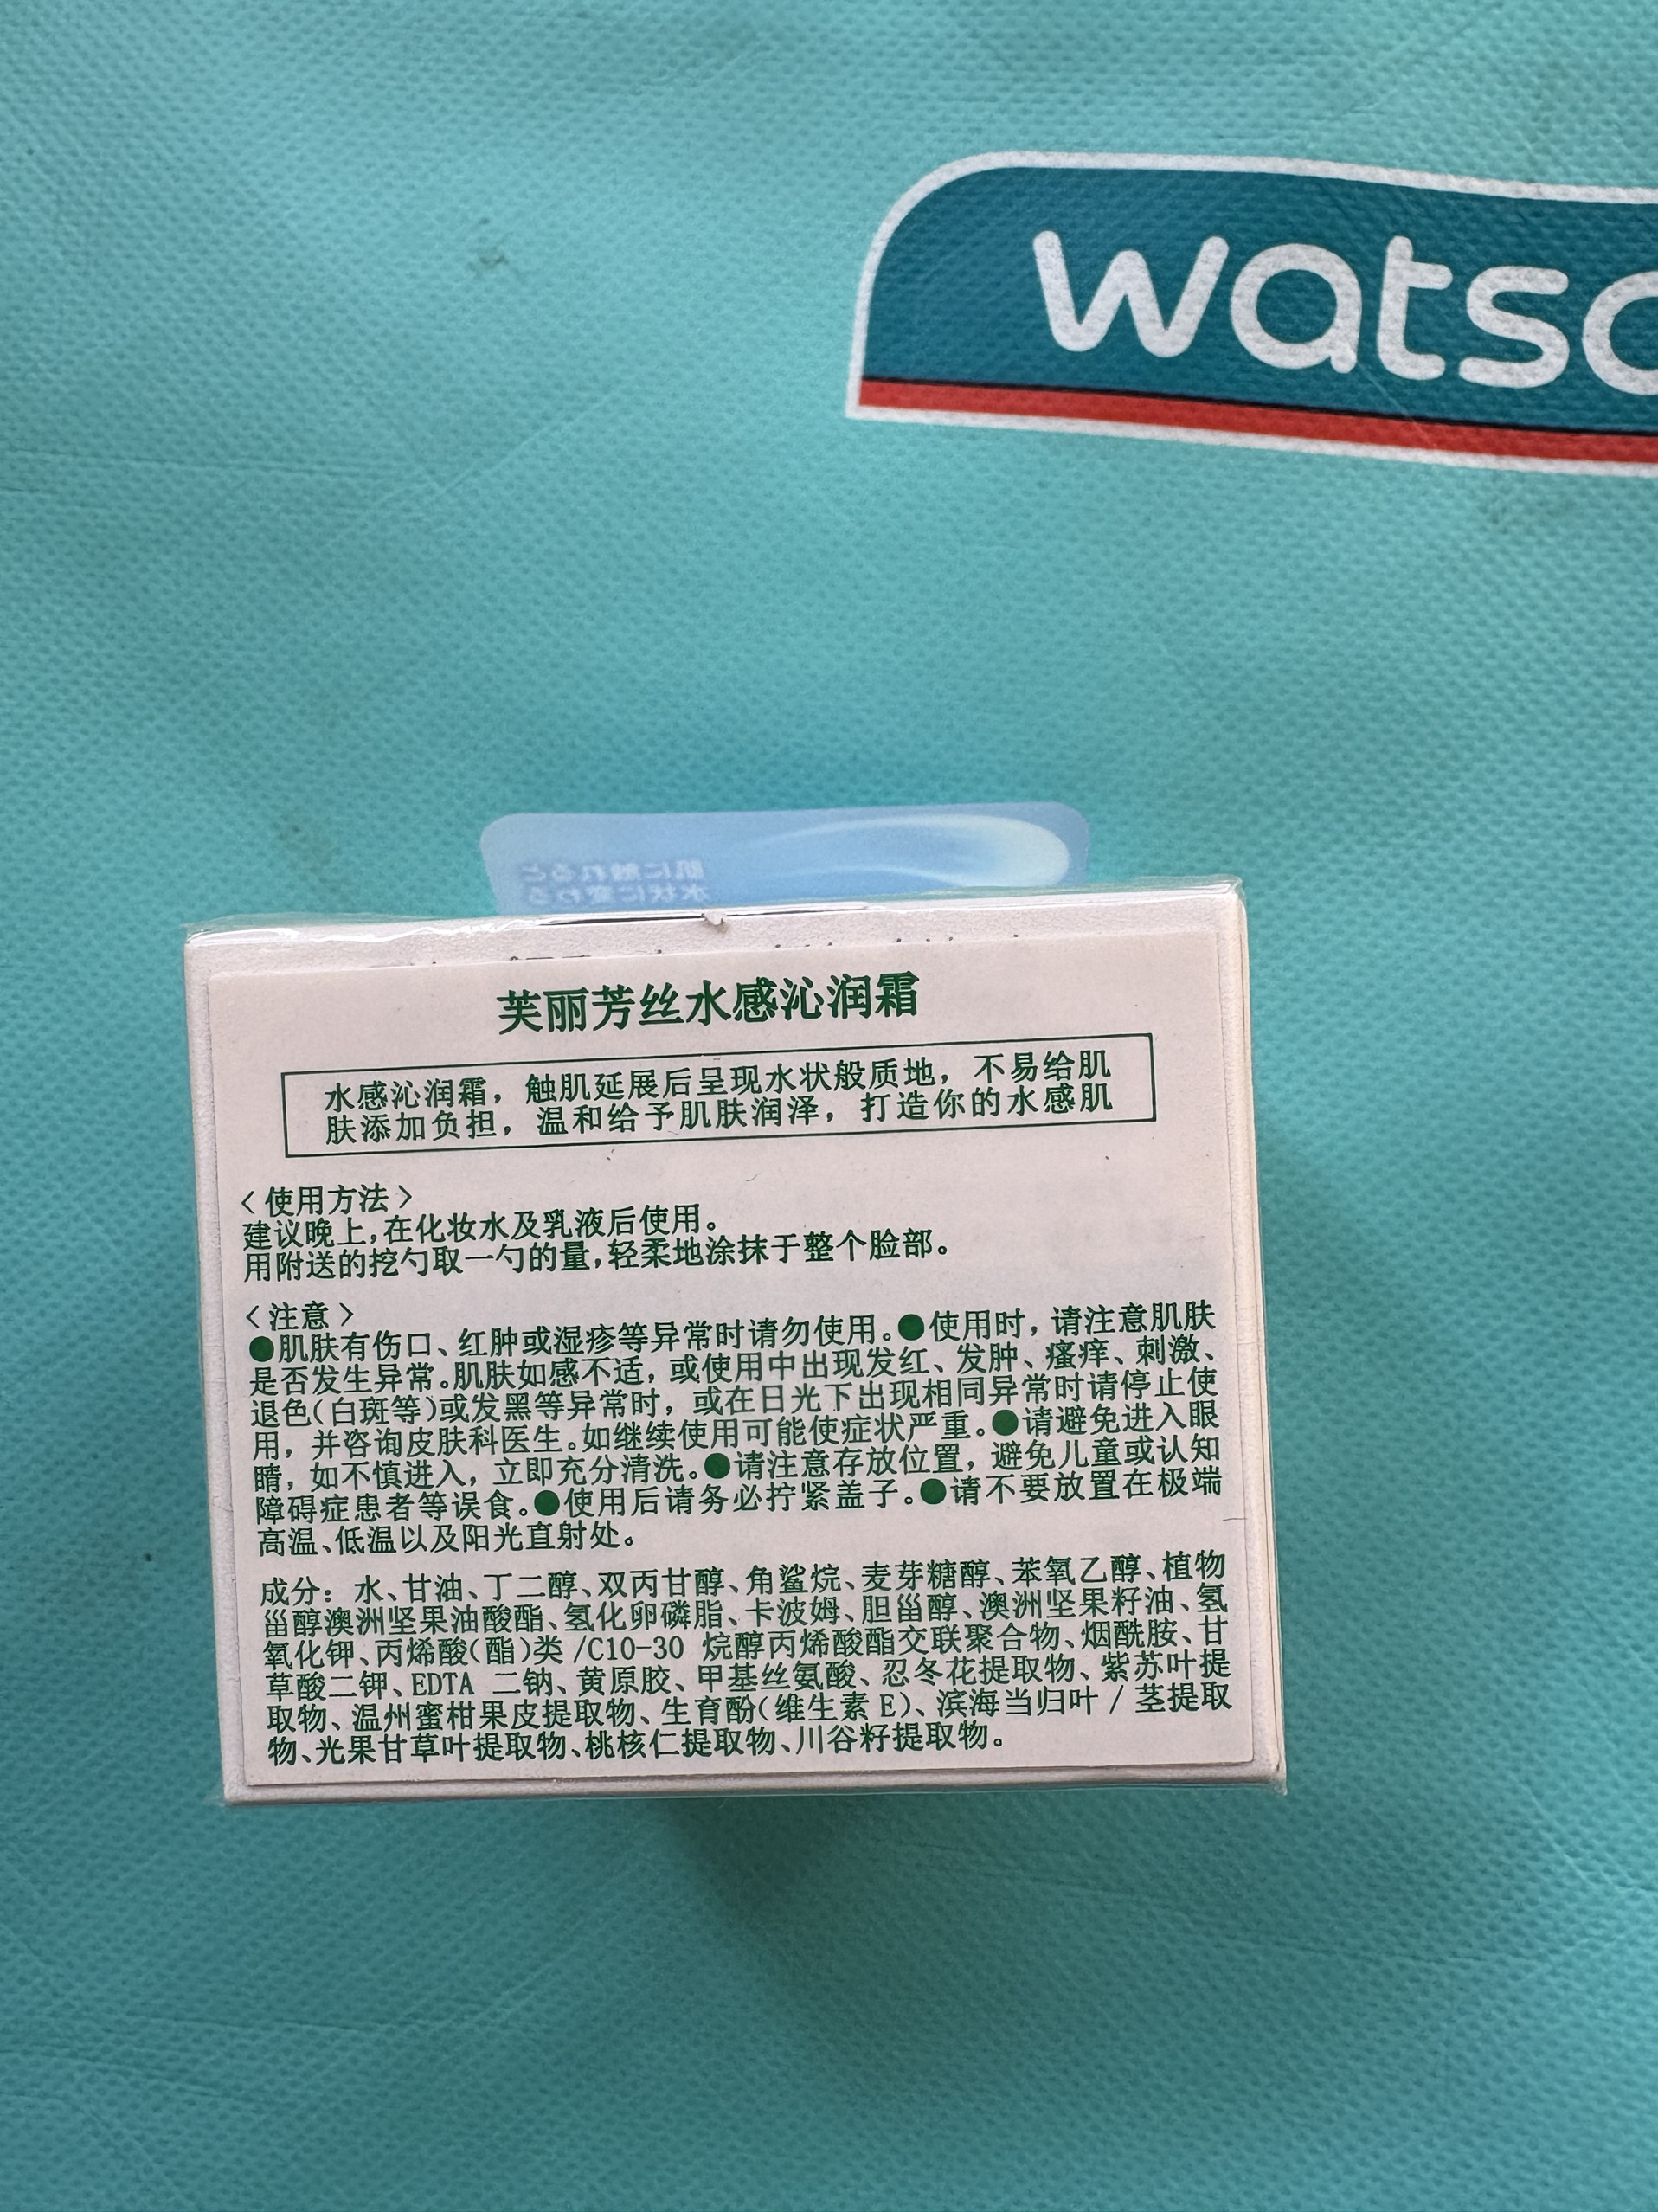 watso
肌に触れると
水状に変わる
芙丽芳丝水感沁润霜
水感沁润霜，触肌延展后呈现水状般质地，不易给肌
肤添加负担，温和给予肌肤润泽，打造你的水感肌
〈使用方法〉
建议晚上,在化妆水及乳液后使用。
用附送的挖勺取一勺的量,轻柔地涂抹于整个脸部。
〈注意〉
●肌肤有伤口、红肿或湿疹等异常时请勿使用。●使用时，请注意肌肤
是否发生异常。肌肤如感不适，或使用中出现发红、发肿、瘙痒、刺激、
退色(白斑等)或发黑等异常时，或在日光下出现相同异常时请停止使
用，并咨询皮肤科医生。如继续使用可能使症状严重。●请避免进入眼
睛，如不慎进入，立即充分清洗。●请注意存放位置，避免儿童或认知
障碍症患者等误食。●使用后请务必拧紧盖子。●请不要放置在极端
高温、低温以及阳光直射处。
成分：水、甘油、丁二醇、双丙甘醇、角鲨烷、麦芽糖醇、苯氧乙醇、植物
甾醇澳洲坚果油酸酯、氢化卵磷脂、卡波姆、胆甾醇、澳洲坚果籽油、氢
氧化钾、丙烯酸(酯)类/C10-30 烷醇丙烯酸酯交联聚合物、烟酰胺、甘
草酸二钾、EDTA 二钠、黄原胶、甲基丝氨酸、忍冬花提取物、紫苏叶提
取物、温州蜜柑果皮提取物、生育酚(维生素 E)、滨海当归叶 / 茎提取
物、光果甘草叶提取物、桃核仁提取物、川谷籽提取物。